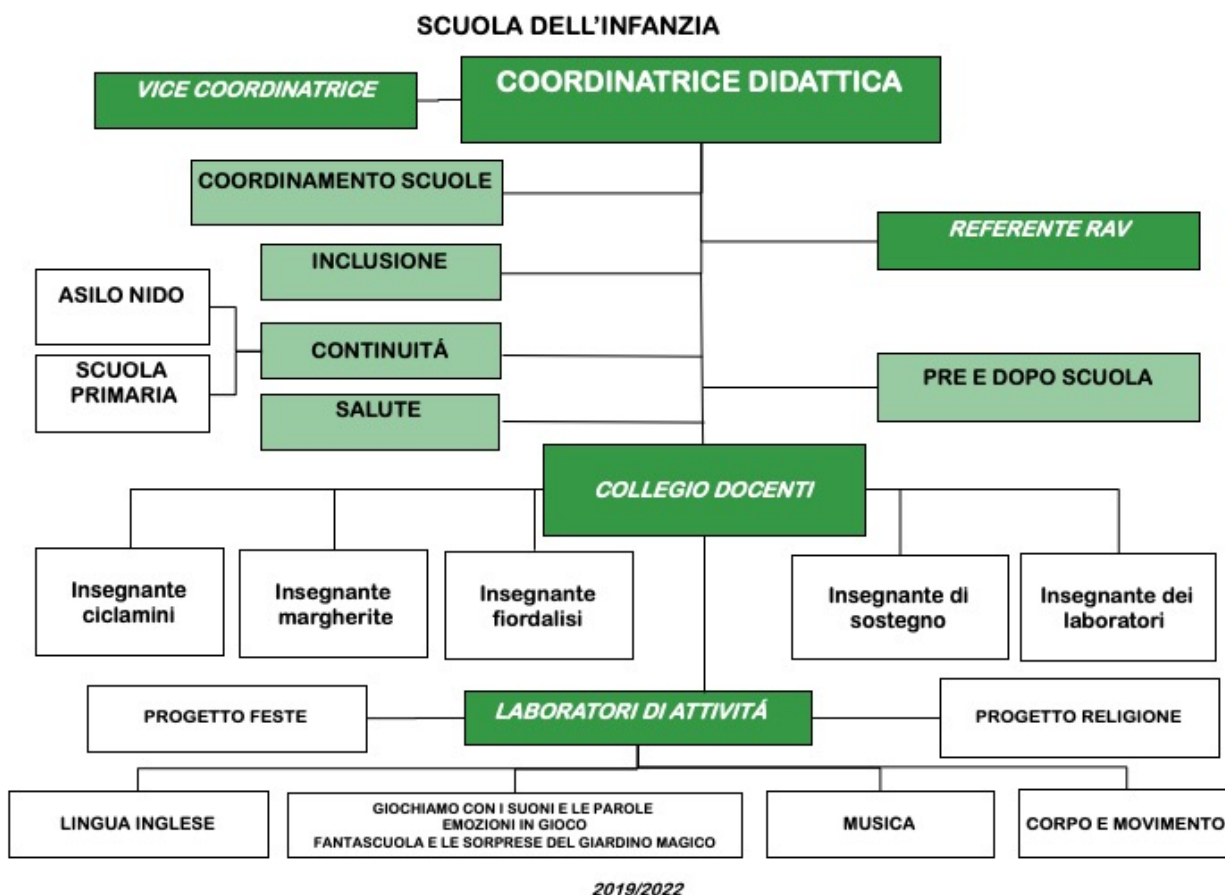 SCUOLA DELL'INFANZIA
VICE COORDINATRICE
COORDINATRICE DIDATTICA
COORDINAMENTO SCUOLE
REFERENTE RAV
INCLUSIONE
ASILO NIDO
CONTINUITÁ
SCUOLA
PRIMARIA
PRE E DOPO SCUOLA
SALUTE
COLLEGIO DOCENTI
Insegnante
ciclamini
Insegnante
margherite
Insegnante
fiordalisi
Insegnante di
sostegno
Insegnante dei
laboratori
PROGETTO FESTE
LABORATORI DI ATTIVITÁ
PROGETTO RELIGIONE
LINGUA INGLESE
GIOCHIAMO CON I SUONI E LE PAROLE
EMOZIONI IN GIOCO
FANTASCUOLA E LE SORPRESE DEL GIARDINO MAGICO
MUSICA
CORPO E MOVIMENTO
2019/2022